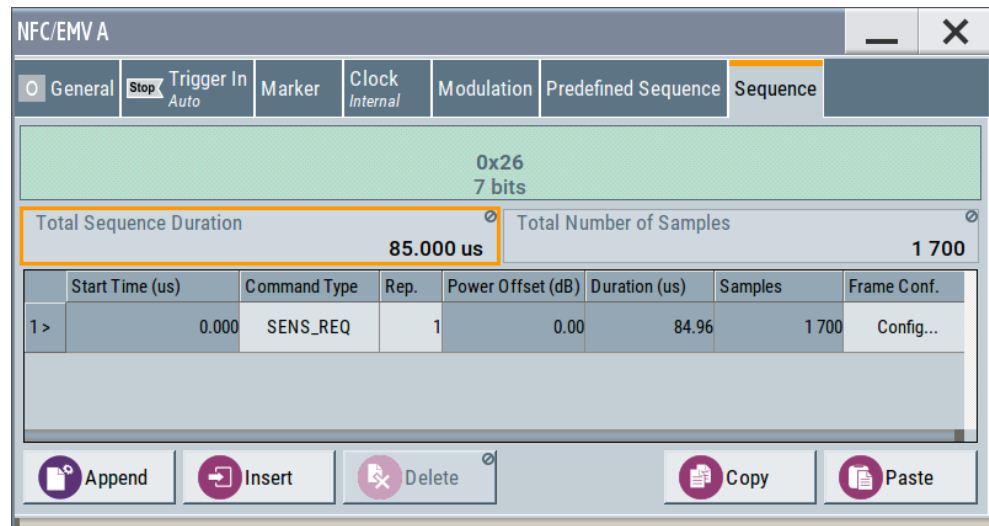 NFC/EMV A
General Stop Trigger In Auto Marker Clock Internal Modulation Predefined Sequence Sequence
0x26
7 bits
Total Sequence Duration
85.000 us
Total Number of Samples
1 700
Start Time (us) Command Type Rep. Power Offset (dB) Duration (us) Samples Frame Conf.
1 > 0.000 SENS_REQ 1 0.00 84.96 1 700 Config...
Append Insert Delete Copy Paste